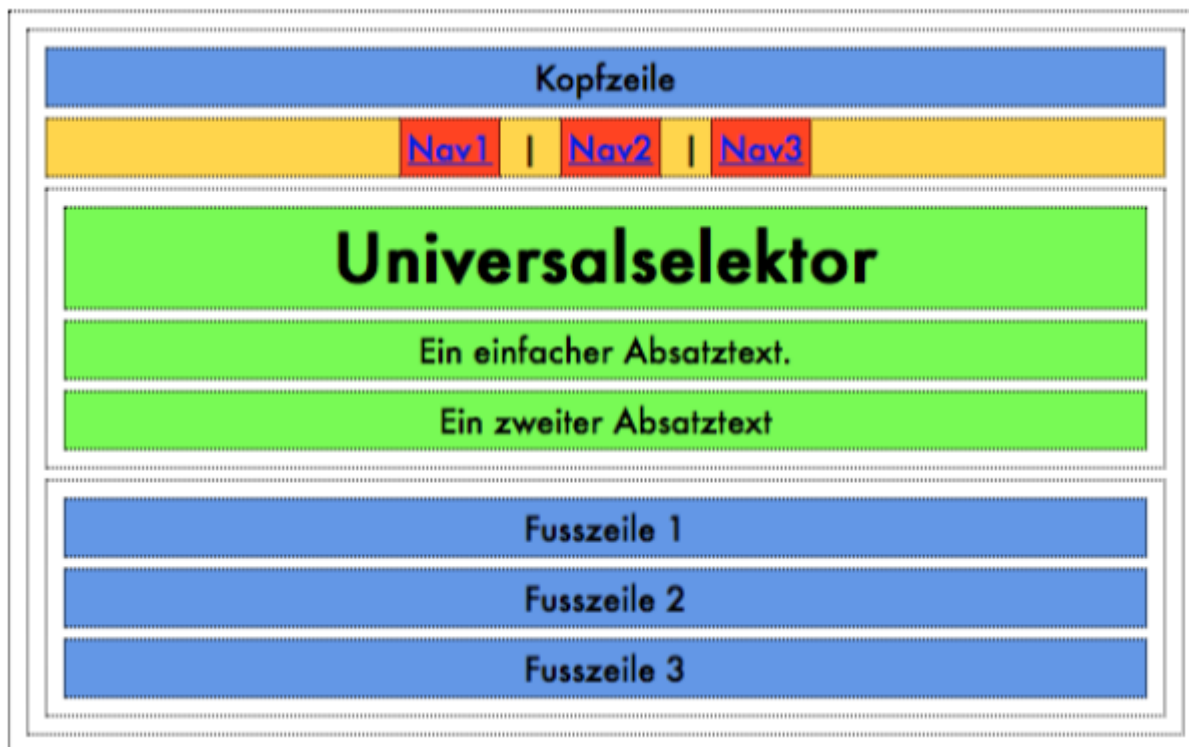 Kopfzeile
Nav1 | Nav2 | Nav3
Universalselektor
Ein einfacher Absatztext.
Ein zweiter Absatztext
Fusszeile 1
Fusszeile 2
Fusszeile 3